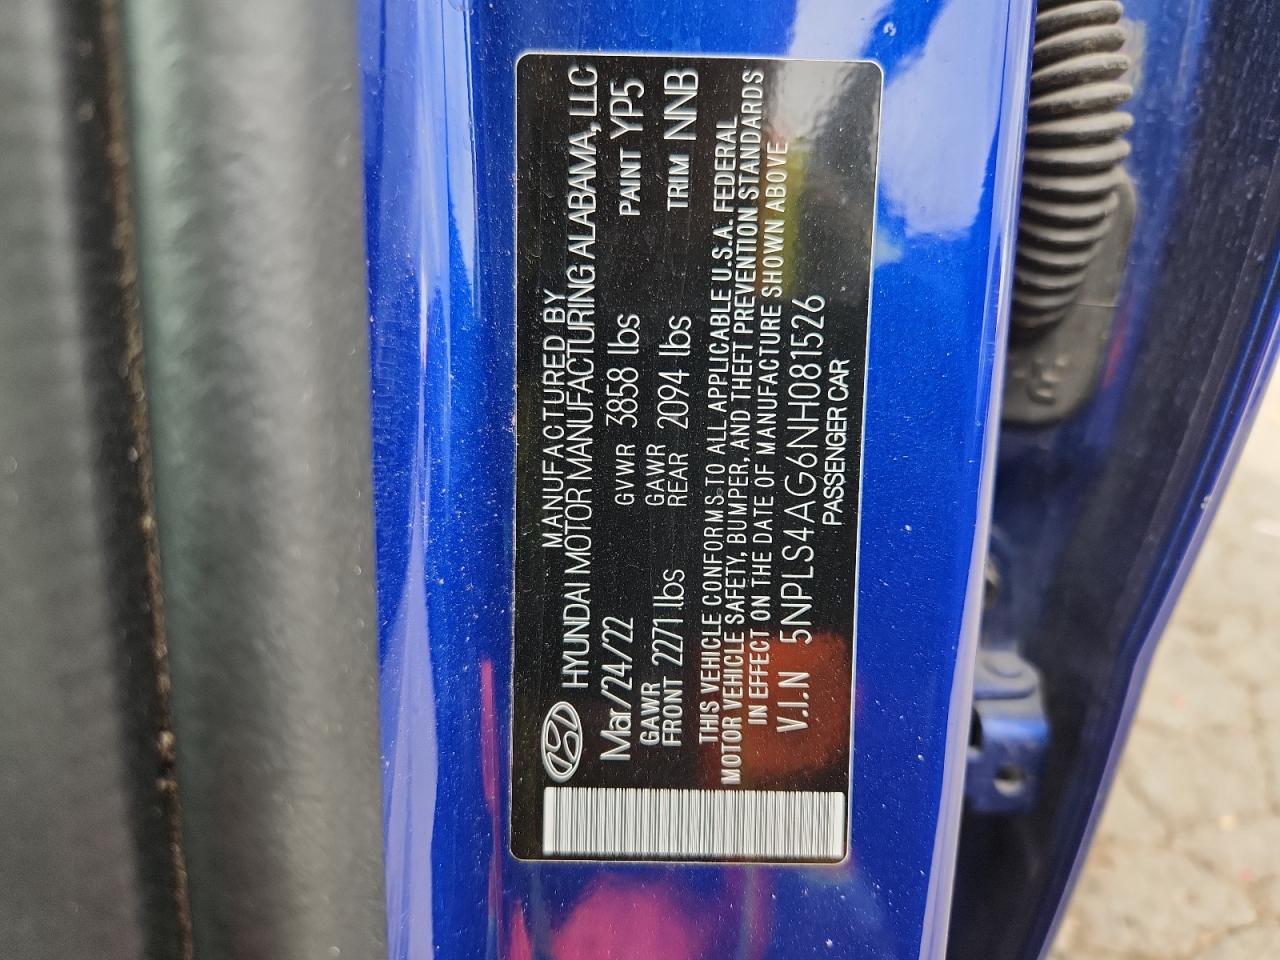 MANUFACTURED BY
HYUNDAI MOTOR MANUFACTURING ALABAMA, LLC
Mar/24/22 GVWR 3858 lbs PAINT YP5
GAWR FRONT 2271 lbs GAWR REAR 2094 lbs TRIM NNB
THIS VEHICLE CONFORMS TO ALL APPLICABLE U.S.A. FEDERAL
MOTOR VEHICLE SAFETY, BUMPER, AND THEFT PREVENTION STANDARDS
IN EFFECT ON THE DATE OF MANUFACTURE SHOWN ABOVE
V.I.N 5NPLS4AG6NH081526
PASSENGER CAR